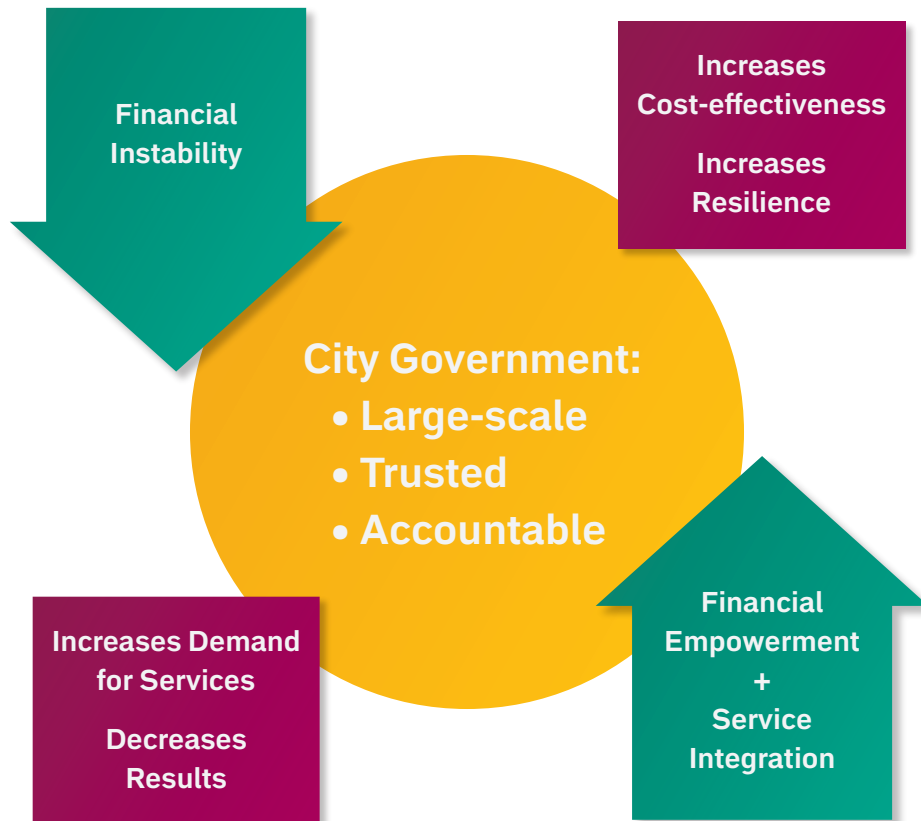 Financial
Instability
Increases
Cost-effectiveness
Increases
Resilience
City Government:
• Large-scale
• Trusted
• Accountable
Increases Demand
for Services
Decreases
Results
Financial
Empowerment
+
Service
Integration